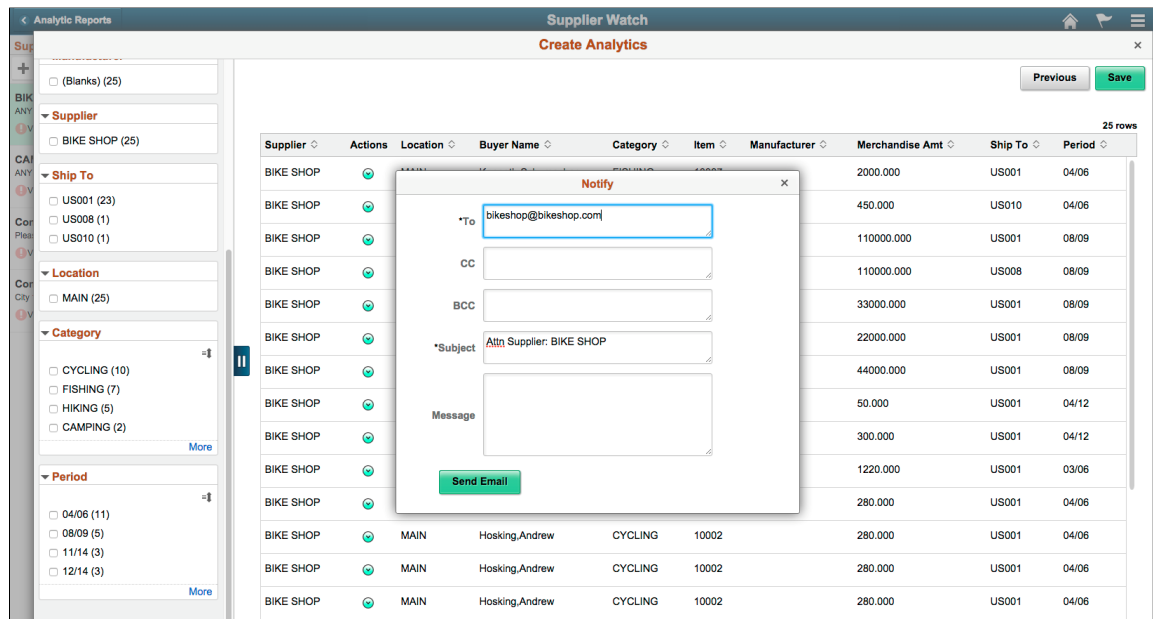 Analytic Reports
Supplier Watch
Sup
Create Analytics
×
(Blanks) (25)
Supplier
BIKE SHOP (25)
Ship To
US001 (23)
US008 (1)
US010 (1)
Location
MAIN (25)
Category
CYCLING (10)
FISHING (7)
HIKING (5)
CAMPING (2)
More
Period
04/06 (11)
08/09 (5)
11/14 (3)
12/14 (3)
More
BIK
ANY
V
CAM
ANY
V
Con
Plea
V
Con
City
V
Previous Save
25 rows
Supplier Actions Location Buyer Name Category Item Manufacturer Merchandise Amt Ship To Period
BIKE SHOP 2000.000 US001 04/06
BIKE SHOP 450.000 US010 04/06
BIKE SHOP 110000.000 US001 08/09
BIKE SHOP 110000.000 US008 08/09
BIKE SHOP 33000.000 US001 08/09
BIKE SHOP 22000.000 US001 08/09
BIKE SHOP 44000.000 US001 08/09
BIKE SHOP 50.000 US001 04/12
BIKE SHOP 300.000 US001 04/12
BIKE SHOP 1220.000 US001 03/06
BIKE SHOP 280.000 US001 04/06
BIKE SHOP MAIN Hosking,Andrew CYCLING 10002 280.000 US001 04/06
BIKE SHOP MAIN Hosking,Andrew CYCLING 10002 280.000 US001 04/06
BIKE SHOP MAIN Hosking,Andrew CYCLING 10002 280.000 US001 04/06
Notify
×
*To bikeshop@bikeshop.com
CC
BCC
*Subject Attn Supplier: BIKE SHOP
Message
Send Email